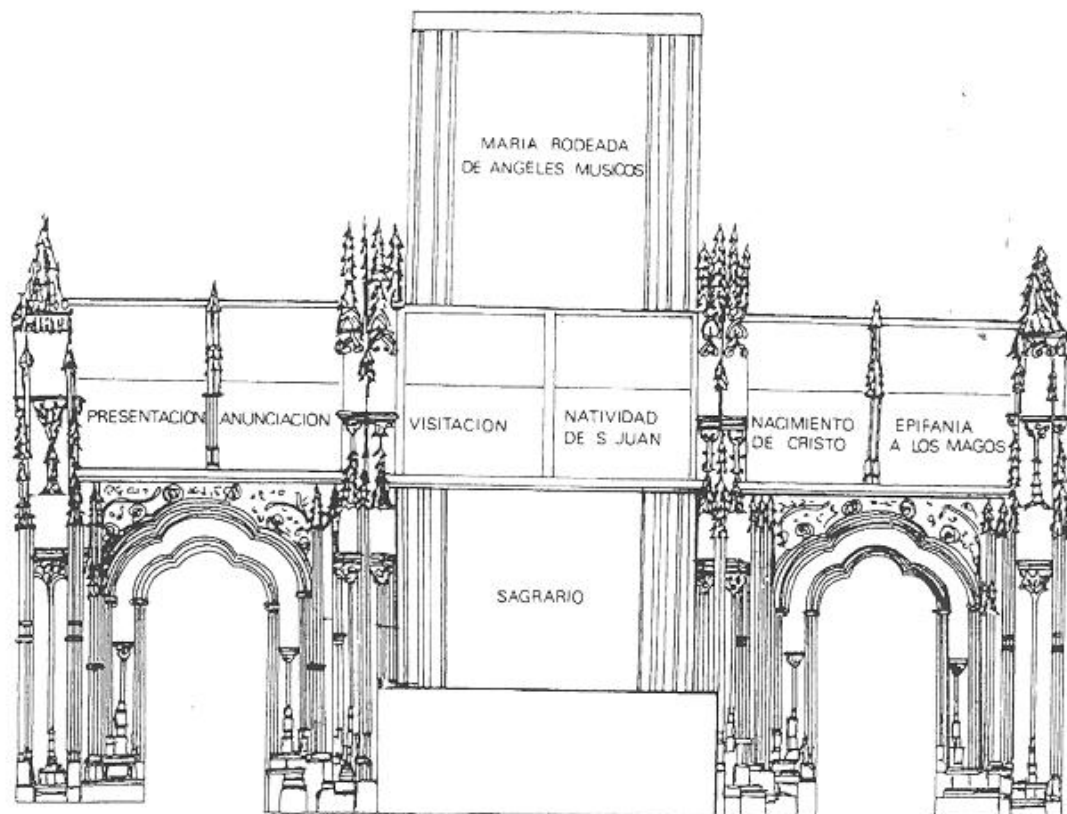 MARIA RODEADA
DE ANGELES MUSICOS
PRESENTACION
ANUNCIACION
VISITACION
NATIVIDAD
DE S JUAN
NACIMIENTO
DE CRISTO
EPIFANIA
A LOS MAGOS
SAGRARIO